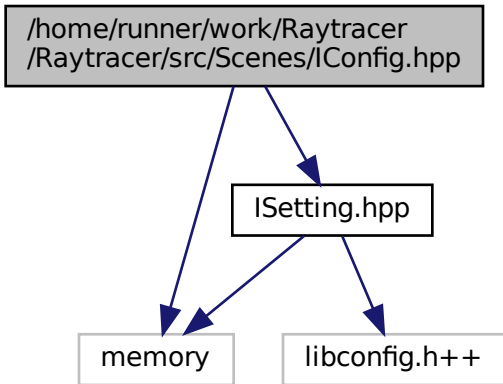 /home/runner/work/Raytracer
/Raytracer/src/Scenes/IConfig.hpp
ISetting.hpp
memory
libconfig.h++